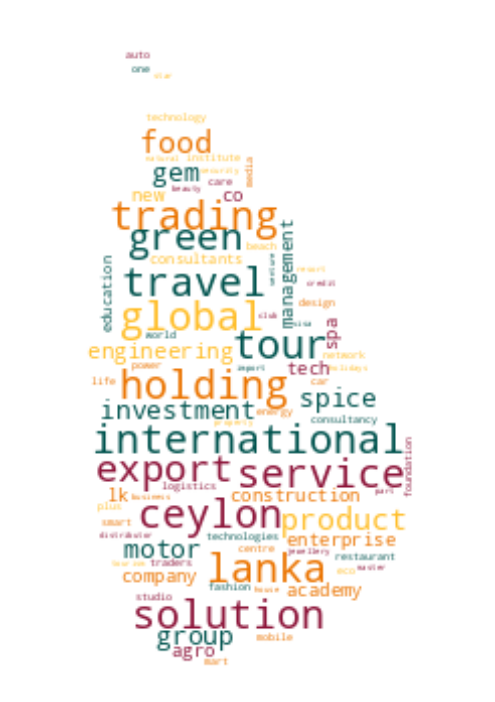 auto
one
star
technology
food
natural institute
gem security
media
care
beauty
new co
trading
green
beach
management
consultants
education
secure
travel
resort
credit
design
global
club
visa
world
spa
tour
engineering
network
power
import
tech holidays
life
holding
car
spice
investment
energy
consultancy
property
international
foundation
export service
logistics
part
lk business
construction
plus
ceylon
product
smart
distributor
technologies
enterprise
motor
centre
jewellery
restaurant
tourism traders
lanka
eco master
company
fashion house academy
studio
solution
group
mobile
agro
mart